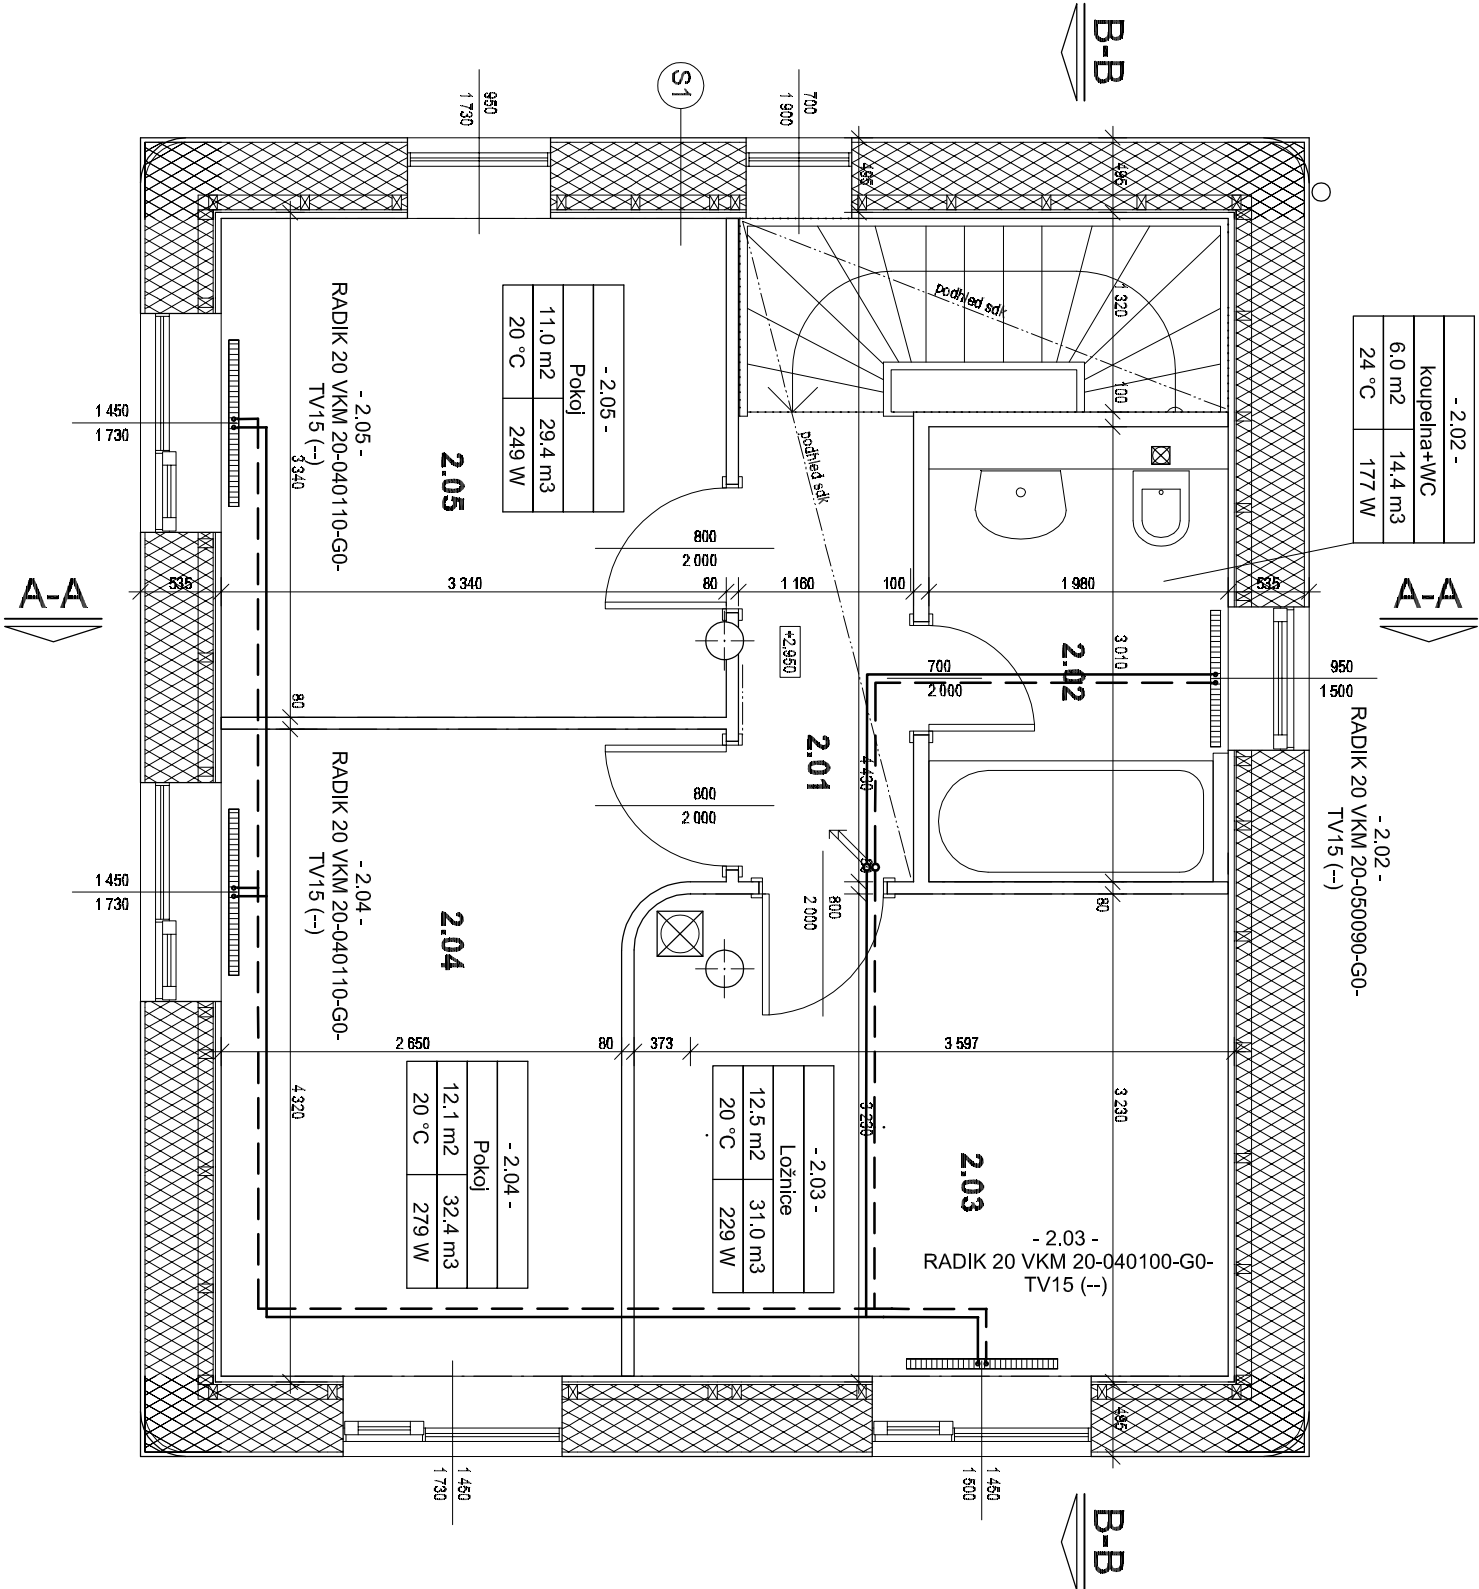 B-B
S1
950
1 730
700
1 900
495
495
- 2.02 -
koupelna+WC
6.0 m2 14.4 m3
24 °C 177 W
podhled sdk
1 320
100
podhled sdk
- 2.05 -
Pokoj
11.0 m2 29.4 m3
20 °C 249 W
- 2.05 -
RADIK 20 VKM 20-040110-G0-
TV15 (--)
3 340
2.05
1 450
1 730
800
2 000
A-A
535
3 340
80
1 160
100
1 980
535
A-A
+2,950
3 010
2.02
700
2 000
950
1 500
80
2.01
4 430
- 2.02 -
RADIK 20 VKM 20-050090-G0-
TV15 (--)
800
2 000
- 2.04 -
RADIK 20 VKM 20-040110-G0-
TV15 (--)
1 450
1 730
2.04
800
2 000
80
2 650
80
373
3 597
4 320
3 230
3 230
- 2.04 -
Pokoj
12.1 m2 32.4 m3
20 °C 279 W
- 2.03 -
Ložnice
12.5 m2 31.0 m3
20 °C 229 W
2.03
- 2.03 -
RADIK 20 VKM 20-040100-G0-
TV15 (--)
495
1 450
1 730
1 450
1 500
B-B